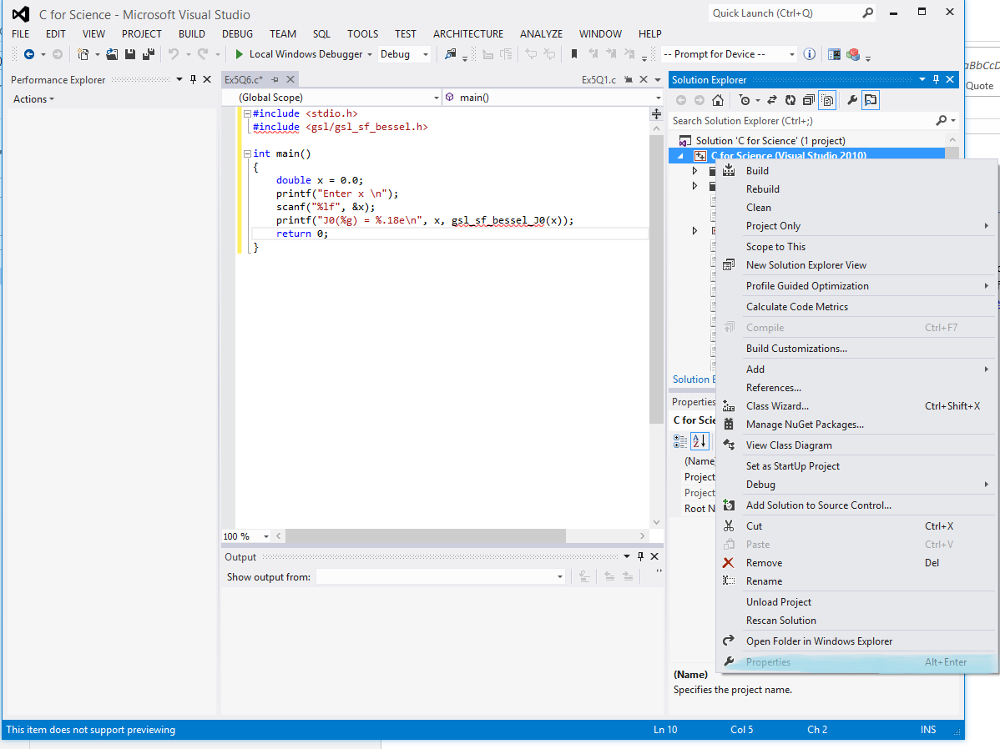 C for Science - Microsoft Visual Studio
Quick Launch (Ctrl+Q)
FILE EDIT VIEW PROJECT BUILD DEBUG TEAM SQL TOOLS TEST ARCHITECTURE ANALYZE WINDOW HELP
Local Windows Debugger Debug -- Prompt for Device --
Performance Explorer
Actions
Ex5Q6.c* Ex5Q1.c
(Global Scope) main()
#include <stdio.h>
#include <gsl/gsl_sf_bessel.h>
int main()
{
double x = 0.0;
printf("Enter x \n");
scanf("%lf", &x);
printf("J0(%g) = %.18e\n", x, gsl_sf_bessel_J0(x));
return 0;
}
100 %
Output
Show output from:
Solution Explorer
Search Solution Explorer (Ctrl+;)
Solution 'C for Science' (1 project)
C for Science (Visual Studio 2010)
Solution E
Properties
C for Scie
(Name)
Project
Project
Root N
(Name)
Specifies the project name.
Build
Rebuild
Clean
Project Only
Scope to This
New Solution Explorer View
Profile Guided Optimization
Calculate Code Metrics
Compile Ctrl+F7
Build Customizations...
Add
References...
Class Wizard... Ctrl+Shift+X
Manage NuGet Packages...
View Class Diagram
Set as StartUp Project
Debug
Add Solution to Source Control...
Cut Ctrl+X
Paste Ctrl+V
Remove Del
Rename
Unload Project
Rescan Solution
Open Folder in Windows Explorer
Properties Alt+Enter
This item does not support previewing Ln 10 Col 5 Ch 2 INS
aBbCcD
Quote